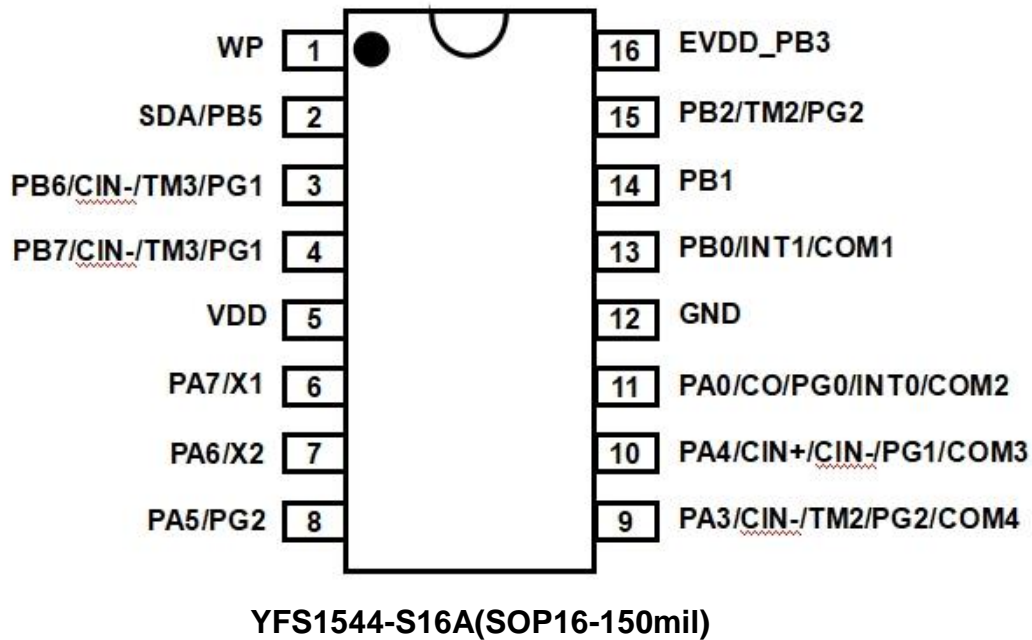 WP 1 16 EVDD_PB3
SDA/PB5 2 15 PB2/TM2/PG2
PB6/CIN-/TM3/PG1 3 14 PB1
PB7/CIN-/TM3/PG1 4 13 PB0/INT1/COM1
VDD 5 12 GND
PA7/X1 6 11 PA0/CO/PG0/INT0/COM2
PA6/X2 7 10 PA4/CIN+/CIN-/PG1/COM3
PA5/PG2 8 9 PA3/CIN-/TM2/PG2/COM4
YFS1544-S16A(SOP16-150mil)